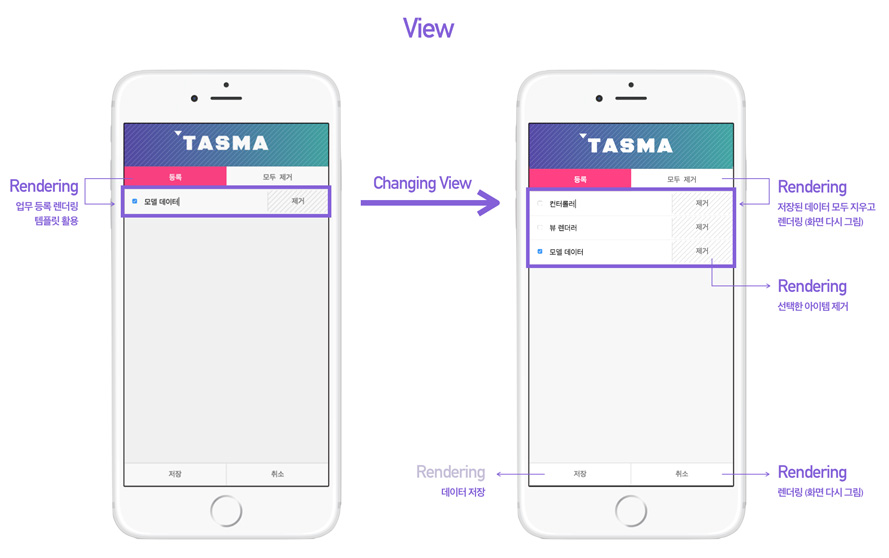 View
TASMA
등록
모두 제거
모델 데이터
제거
저장
취소
Rendering
업무 등록 렌더링
템플릿 활용
Changing View
TASMA
등록
모두 제거
컨터롤러
제거
뷰 렌더러
제거
모델 데이터
제거
저장
취소
Rendering
저장된 데이터 모두 지우고
렌더링 (화면 다시 그림)
Rendering
선택한 아이템 제거
Rendering
데이터 저장
Rendering
렌더링 (화면 다시 그림)